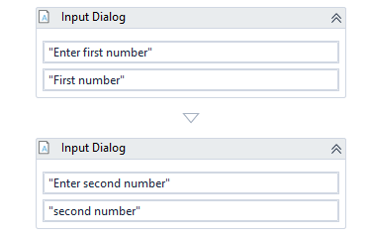 Input Dialog
"Enter first number"
"First number"
Input Dialog
"Enter second number"
"second number"